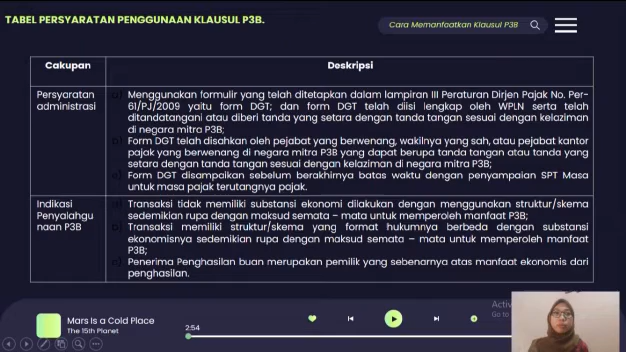 TABEL PERSYARATAN PENGGUNAAN KLAUSUL P3B.
Cara Memanfaatkan Klausul P3B
Cakupan
Deskripsi
Persyaratan
administrasi
a) Menggunakan formulir yang telah ditetapkan dalam lampiran III Peraturan Dirjen Pajak No. Per-
61/PJ/2009 yaitu form DGT; dan form DGT telah diisi lengkap oleh WPLN serta telah
ditandatangani atau diberi tanda yang setara dengan tanda tangan sesuai dengan kelaziman
di negara mitra P3B;
b) Form DGT telah disahkan oleh pejabat yang berwenang, wakilnya yang sah, atau pejabat kantor
pajak yang berwenang di negara mitra P3B yang dapat berupa tanda tangan atau tanda yang
setara dengan tanda tangan sesuai dengan kelaziman di negara mitra P3B;
c) Form DGT disampaikan sebelum berakhirnya batas waktu dengan penyampaian SPT Masa
untuk masa pajak terutangnya pajak.
Indikasi
Penyalahgu
naan P3B
a) Transaksi tidak memiliki substansi ekonomi dilakukan dengan menggunakan struktur/skema
sedemikian rupa dengan maksud semata – mata untuk memperoleh manfaat P3B;
b) Transaksi memiliki struktur/skema yang format hukumnya berbeda dengan substansi
ekonomisnya sedemikian rupa dengan maksud semata – mata untuk memperoleh manfaat
P3B;
c) Penerima Penghasilan buan merupakan pemilik yang sebenarnya atas manfaat ekonomis dari
penghasilan.
Mars Is a Cold Place
The 15th Planet
2:54
Activ
Go to